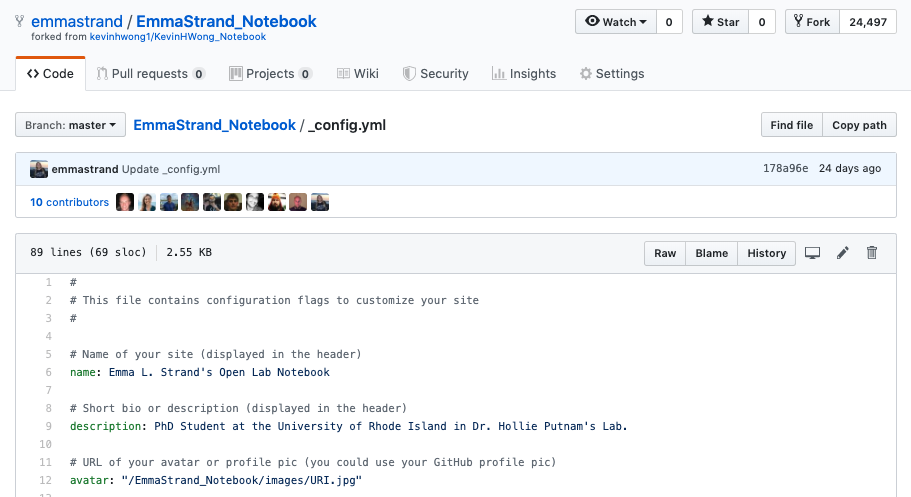 emmastrand / EmmaStrand_Notebook
forked from kevinhwong1/KevinHWong_Notebook
Watch 0 Star 0 Fork 24,497
Code Pull requests 0 Projects 0 Wiki Security Insights Settings
Branch: master EmmaStrand_Notebook / _config.yml Find file Copy path
emmastrand Update _config.yml 178a96e 24 days ago
10 contributors
89 lines (69 sloc) 2.55 KB Raw Blame History
1 #
2 # This file contains configuration flags to customize your site
3 #
4
5 # Name of your site (displayed in the header)
6 name: Emma L. Strand's Open Lab Notebook
7
8 # Short bio or description (displayed in the header)
9 description: PhD Student at the University of Rhode Island in Dr. Hollie Putnam's Lab.
10
11 # URL of your avatar or profile pic (you could use your GitHub profile pic)
12 avatar: "/EmmaStrand_Notebook/images/URI.jpg"